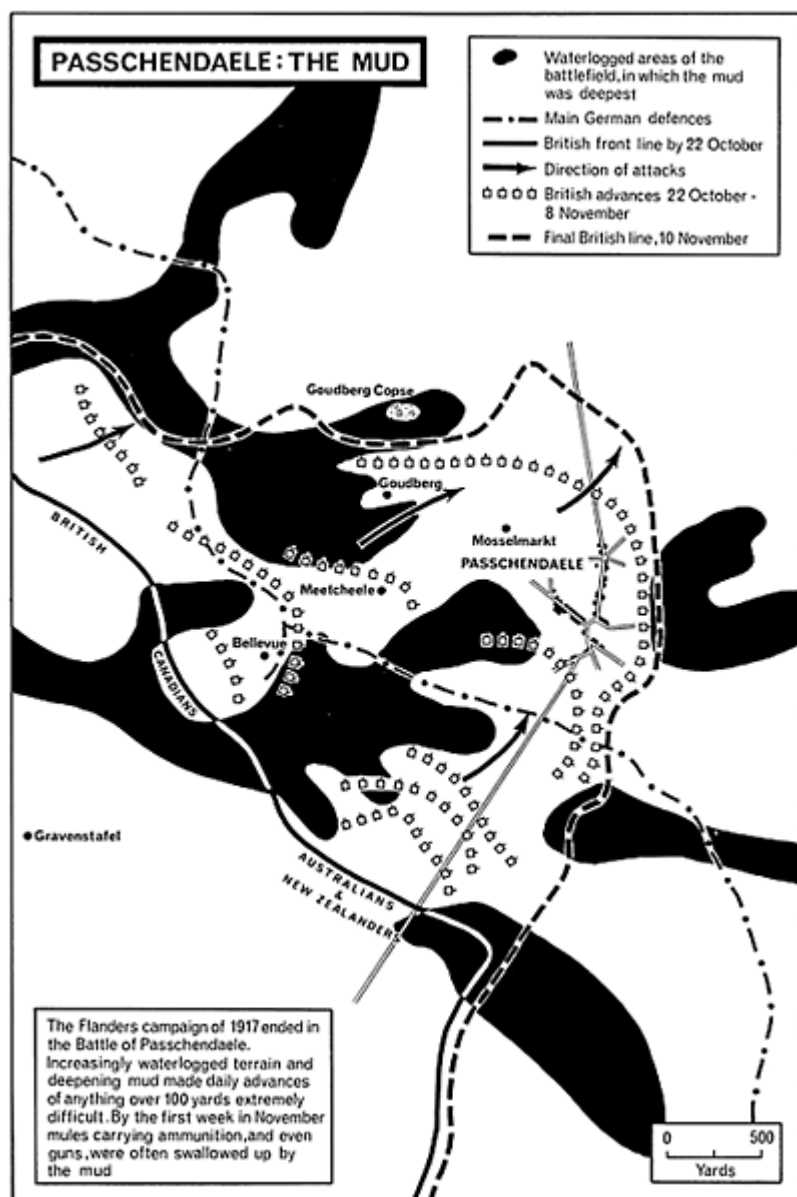 PASSCHENDAELE: THE MUD
Waterlogged areas of the
battlefield, in which the mud
was deepest
Main German defences
British front line by 22 October
Direction of attacks
British advances 22 October -
8 November
Final British line, 10 November
Goudberg Copse
Goudberg
BRITISH
Mosselmarkt
PASSCHENDAELE
Meetcheele
Bellevue
CANADIANS
Gravenstafel
AUSTRALIANS
&
NEW ZEALANDERS
The Flanders campaign of 1917 ended in
the Battle of Passchendaele.
Increasingly waterlogged terrain and
deepening mud made daily advances
of anything over 100 yards extremely
difficult. By the first week in November
mules carrying ammunition, and even
guns, were often swallowed up by
the mud
0 500
Yards